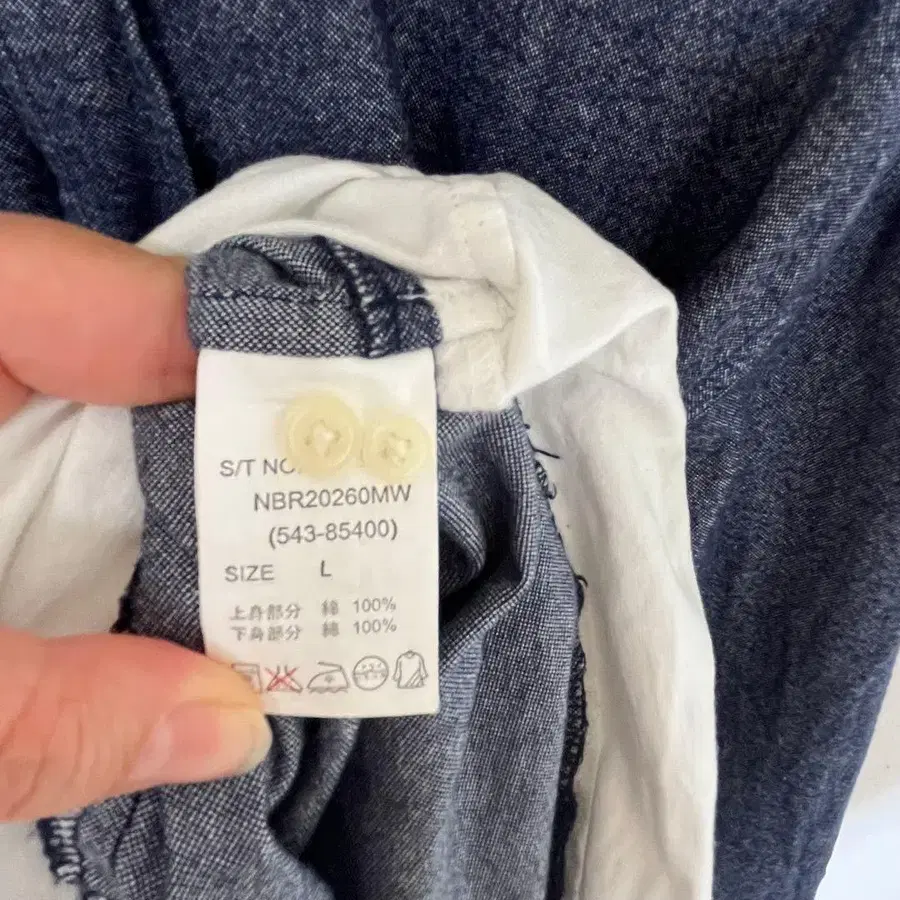 S/T NO.
NBR20260MW
(543-85400)
SIZE L
上身部分 綿 100%
下身部分 綿 100%